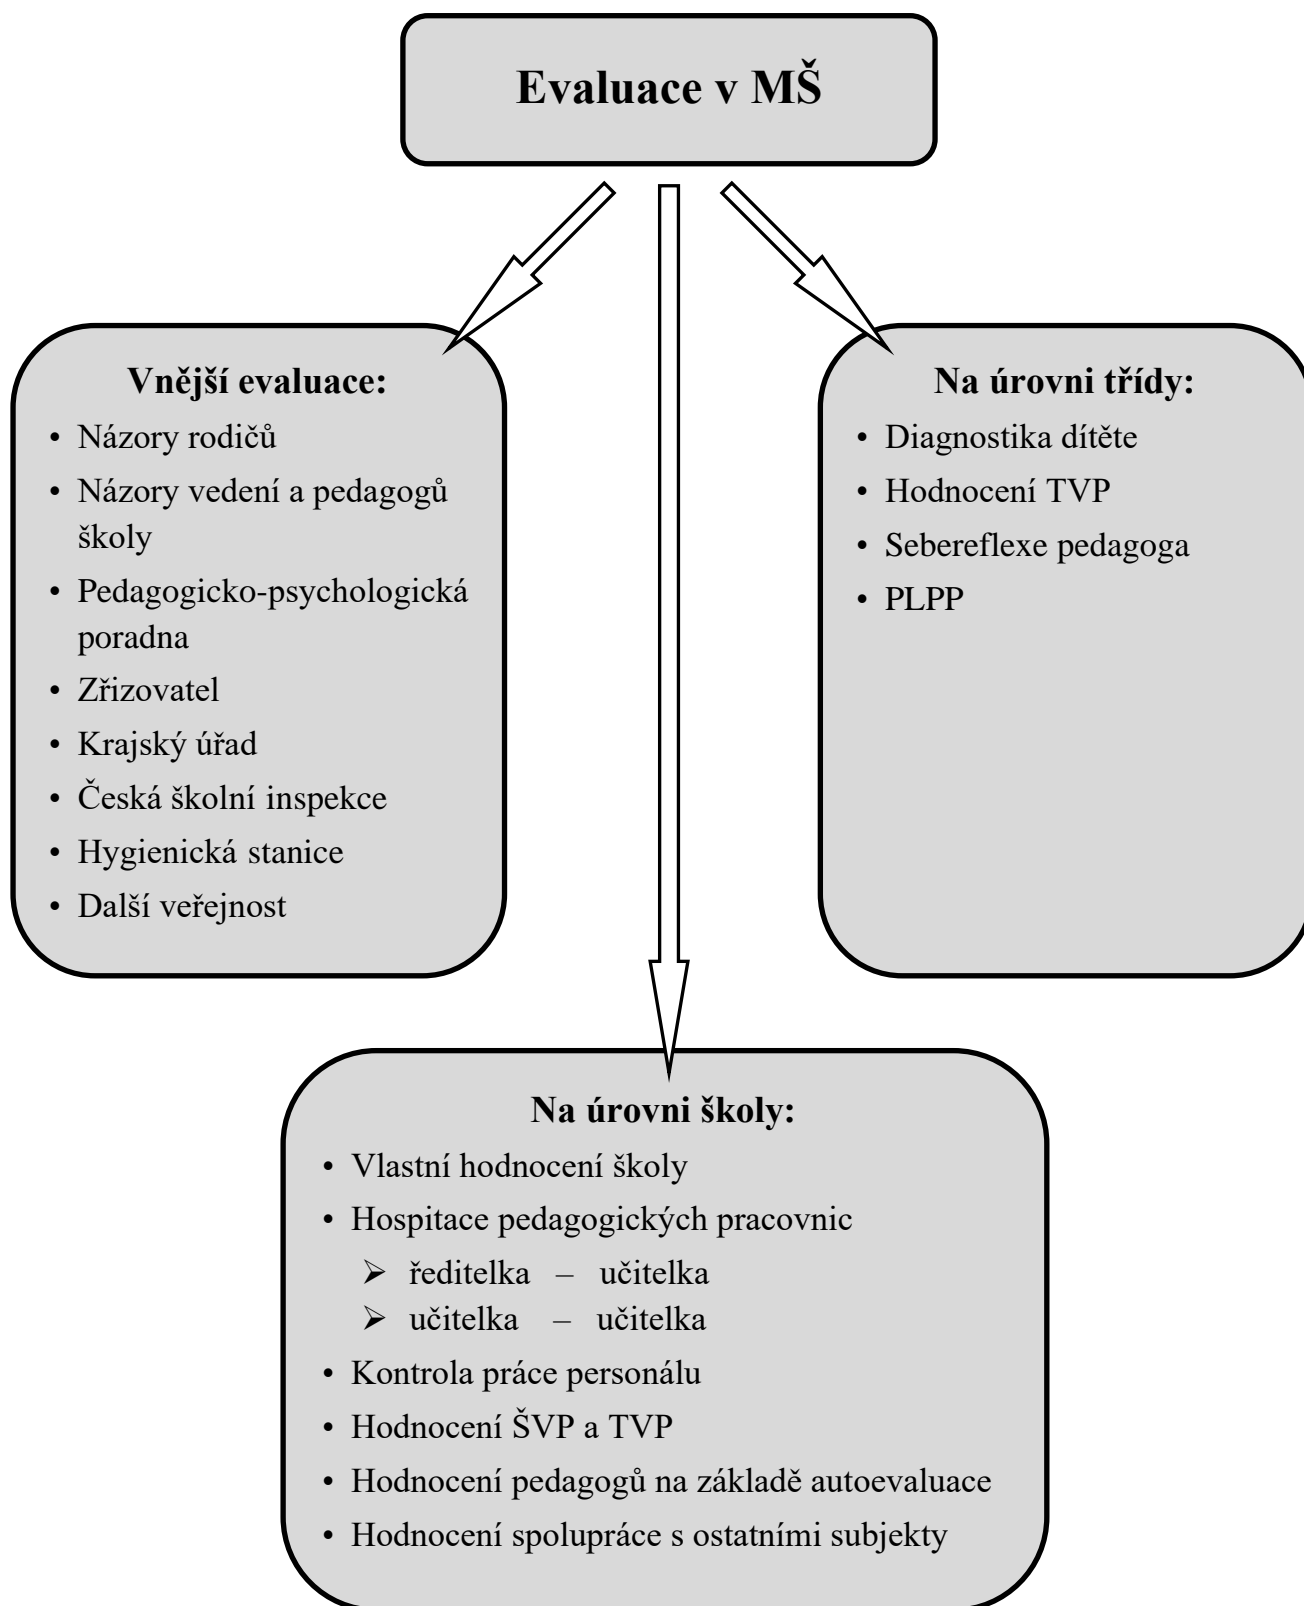 Evaluace v MŠ
Vnější evaluace:
• Názory rodičů
• Názory vedení a pedagogů
školy
• Pedagogicko-psychologická
poradna
• Zřizovatel
• Krajský úřad
• Česká školní inspekce
• Hygienická stanice
• Další veřejnost
Na úrovni třídy:
• Diagnostika dítěte
• Hodnocení TVP
• Sebereflexe pedagoga
• PLPP
Na úrovni školy:
• Vlastní hodnocení školy
• Hospitace pedagogických pracovnic
➢ ředitelka – učitelka
➢ učitelka – učitelka
• Kontrola práce personálu
• Hodnocení ŠVP a TVP
• Hodnocení pedagogů na základě autoevaluace
• Hodnocení spolupráce s ostatními subjekty